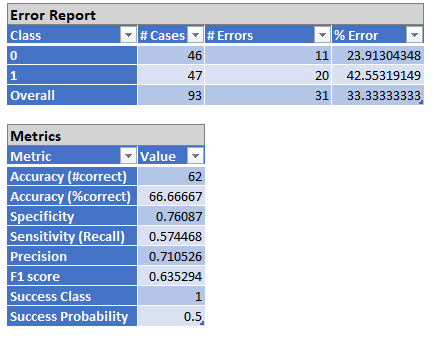 Error Report
Class # Cases # Errors % Error
0 46 11 23.91304348
1 47 20 42.55319149
Overall 93 31 33.33333333
Metrics
Metric Value
Accuracy (#correct) 62
Accuracy (%correct) 66.66667
Specificity 0.76087
Sensitivity (Recall) 0.574468
Precision 0.710526
F1 score 0.635294
Success Class 1
Success Probability 0.5